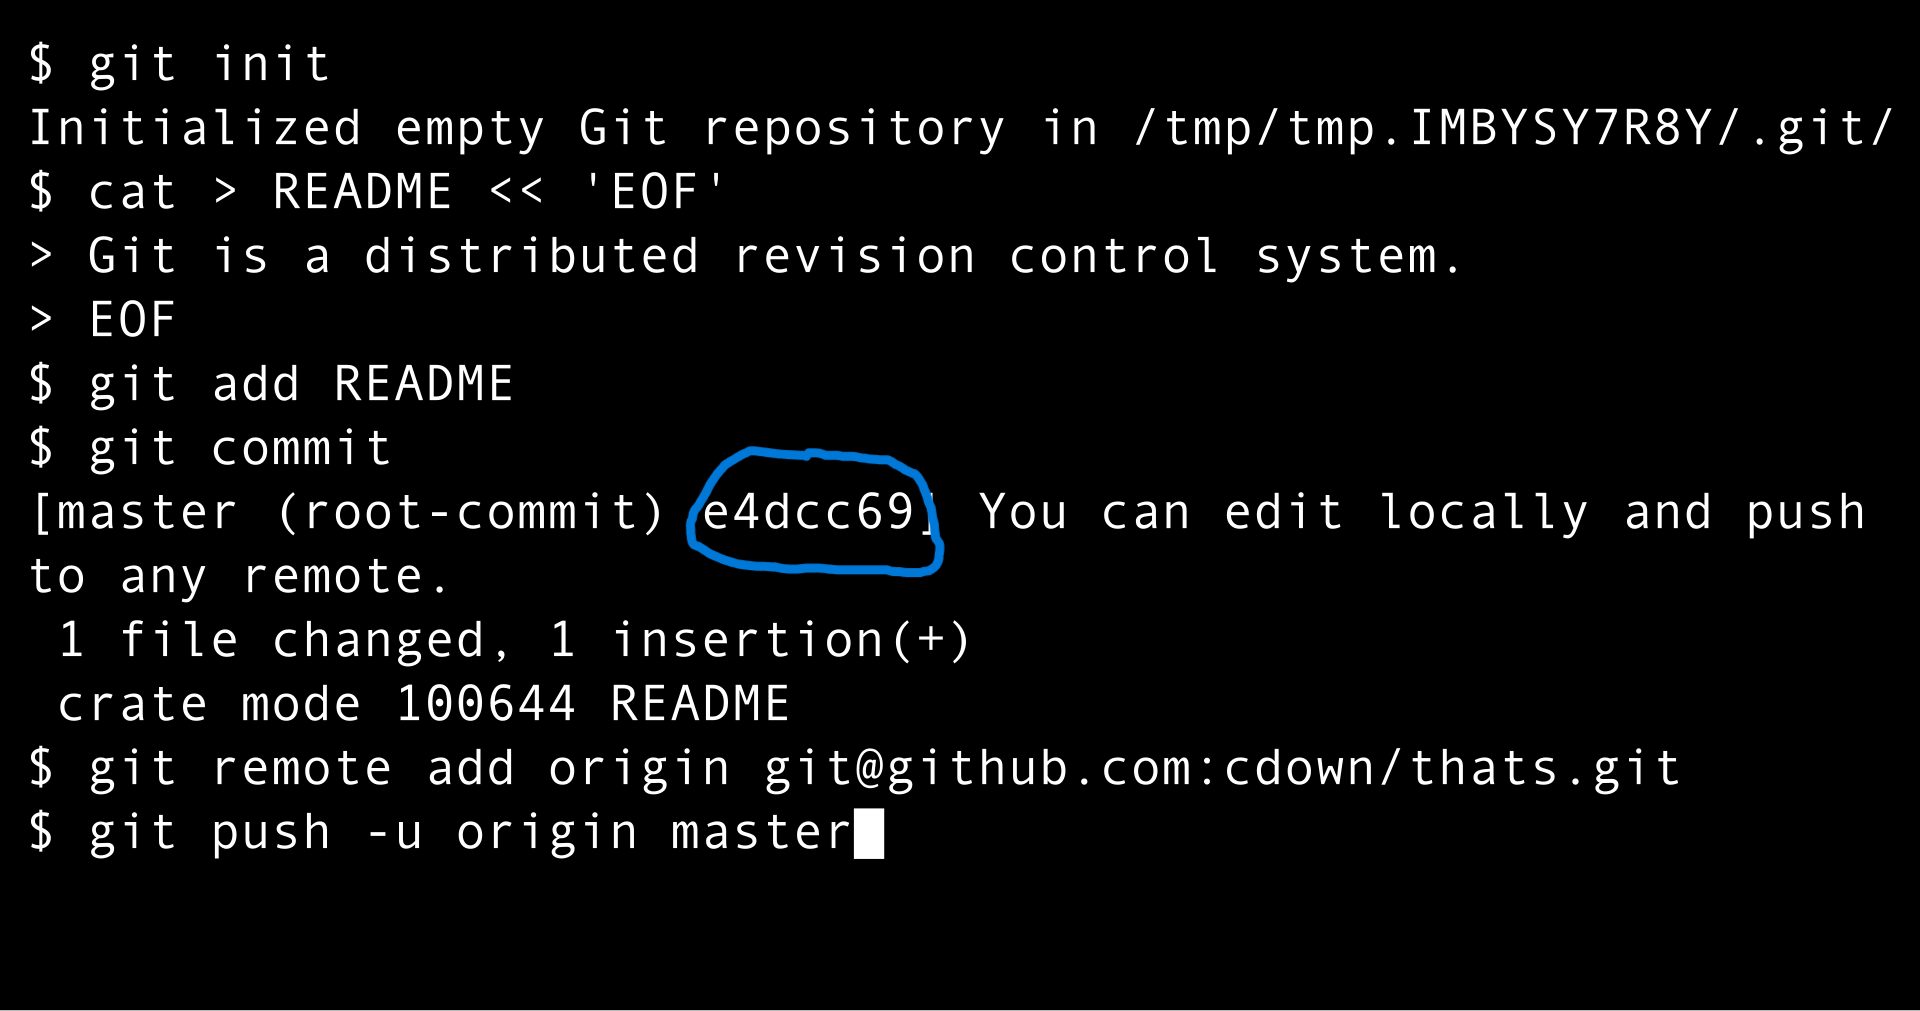 $ git init
Initialized empty Git repository in /tmp/tmp.IMBYSY7R8Y/.git/
$ cat > README << 'EOF'
> Git is a distributed revision control system.
> EOF
$ git add README
$ git commit
[master (root-commit) e4dcc69] You can edit locally and push
to any remote.
 1 file changed, 1 insertion(+)
 crate mode 100644 README
$ git remote add origin git@github.com:cdown/thats.git
$ git push -u origin master